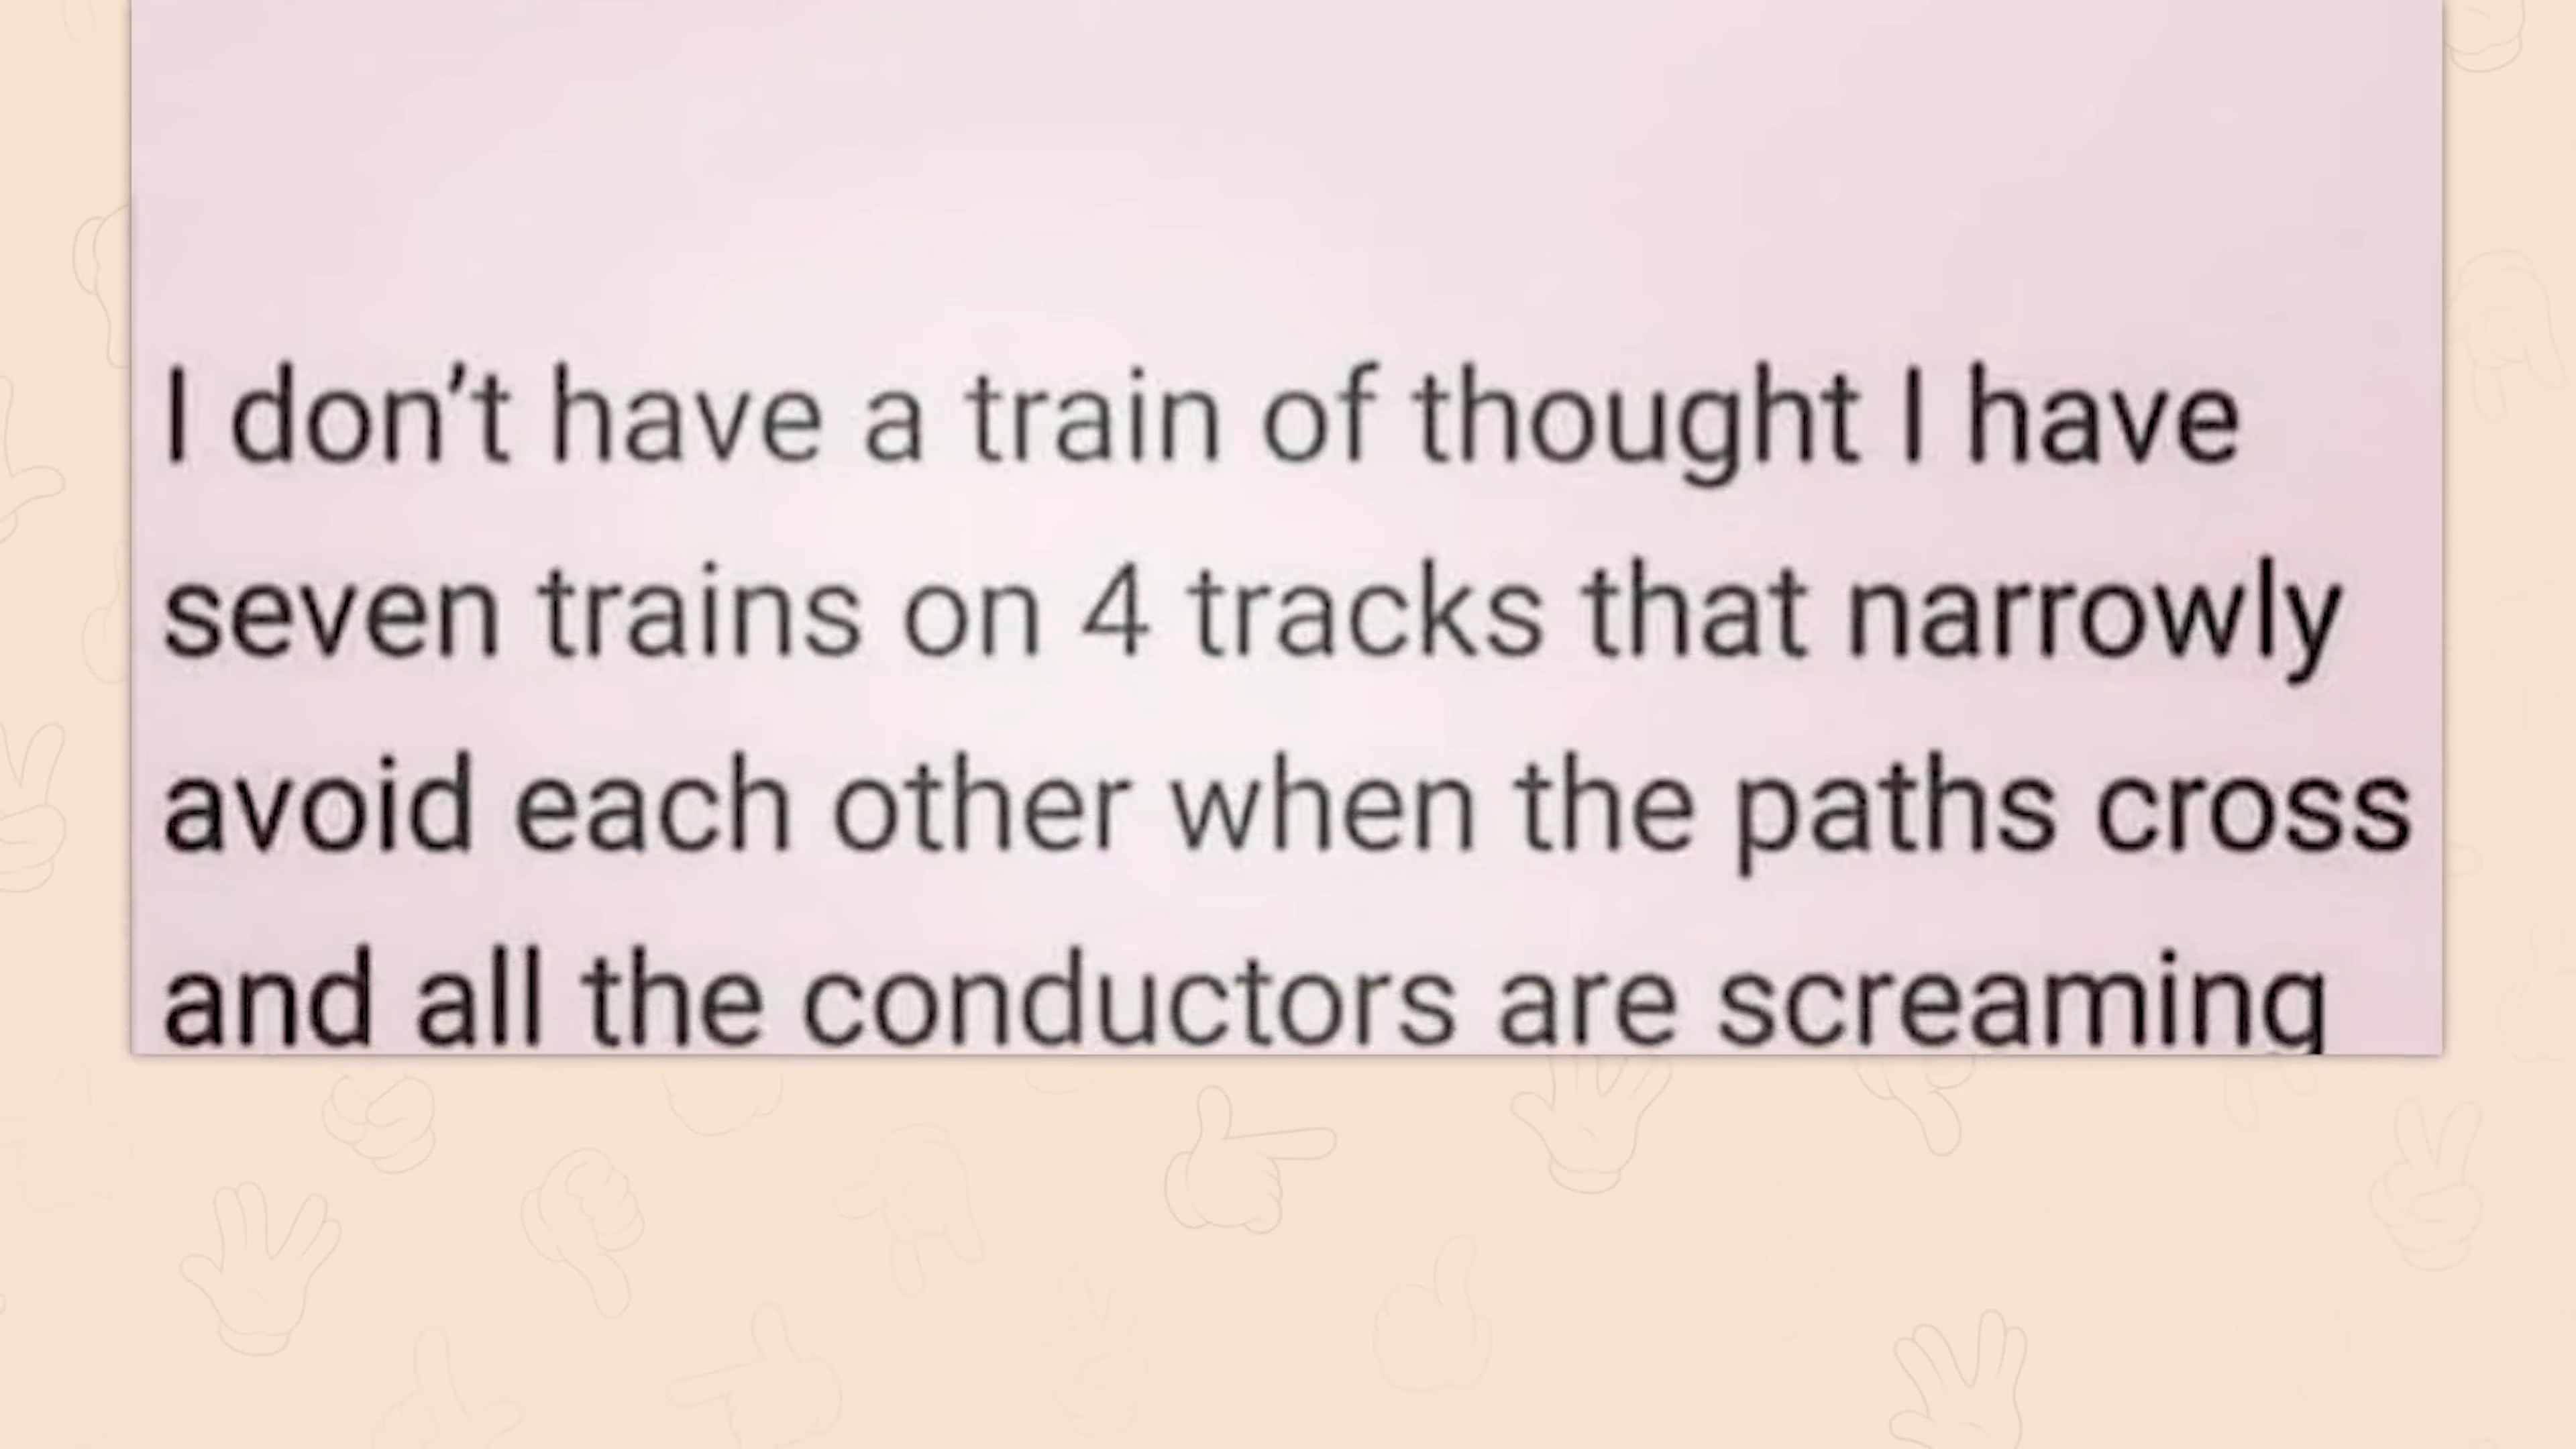 I don’t have a train of thought I have
seven trains on 4 tracks that narrowly
avoid each other when the paths cross
and all the conductors are screaming